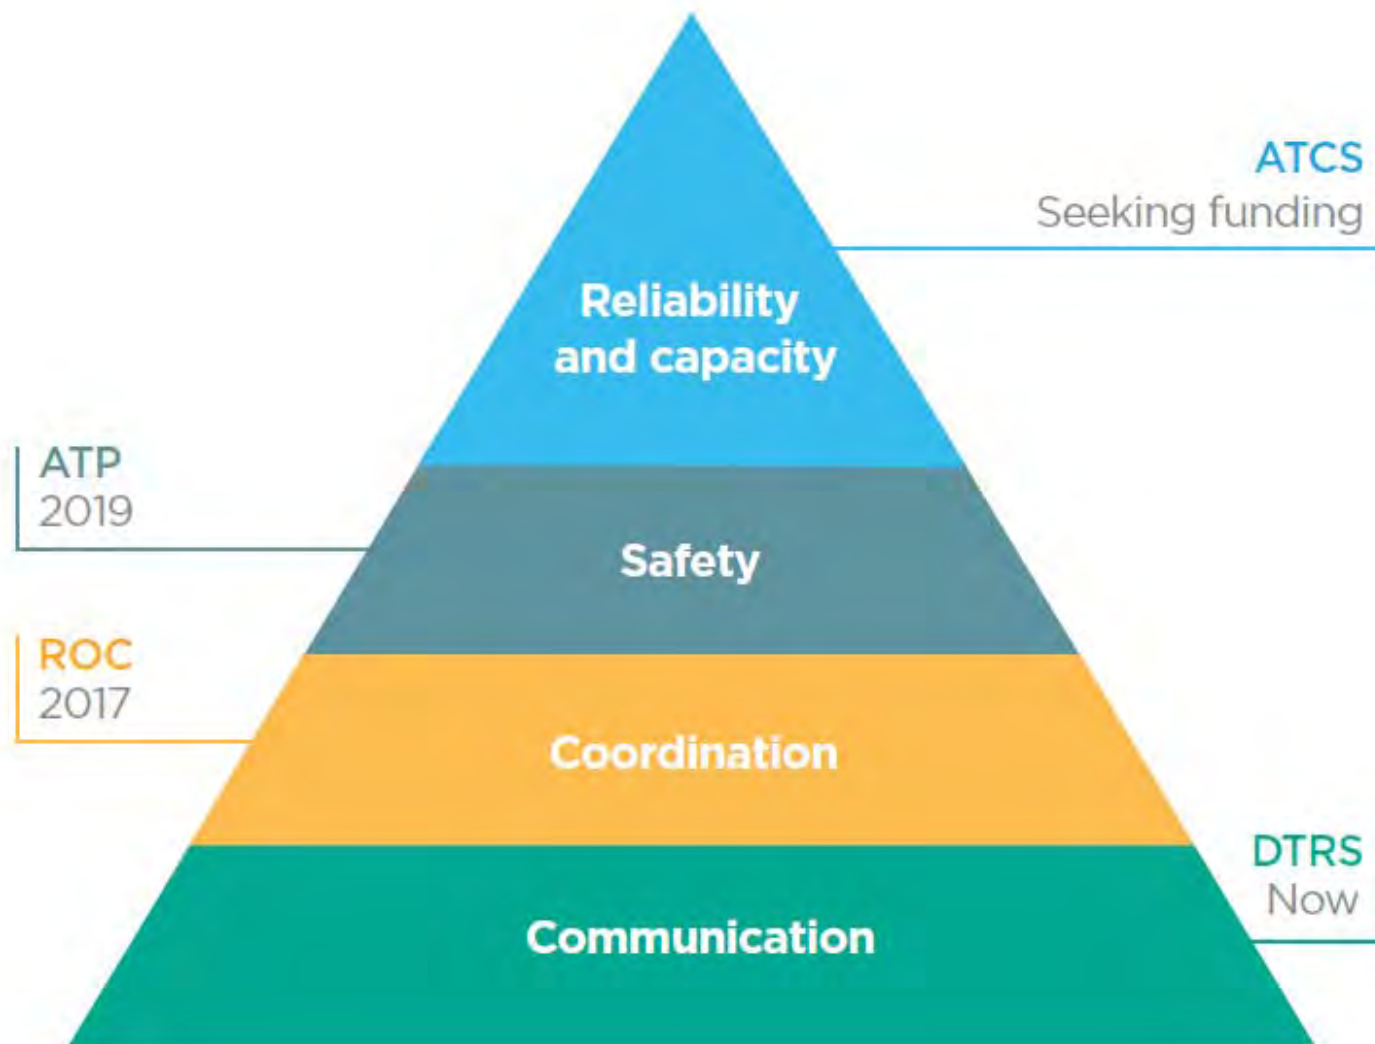 ATCS
Seeking funding
Reliability
and capacity
ATP
2019
Safety
ROC
2017
Coordination
DTRS
Now
Communication